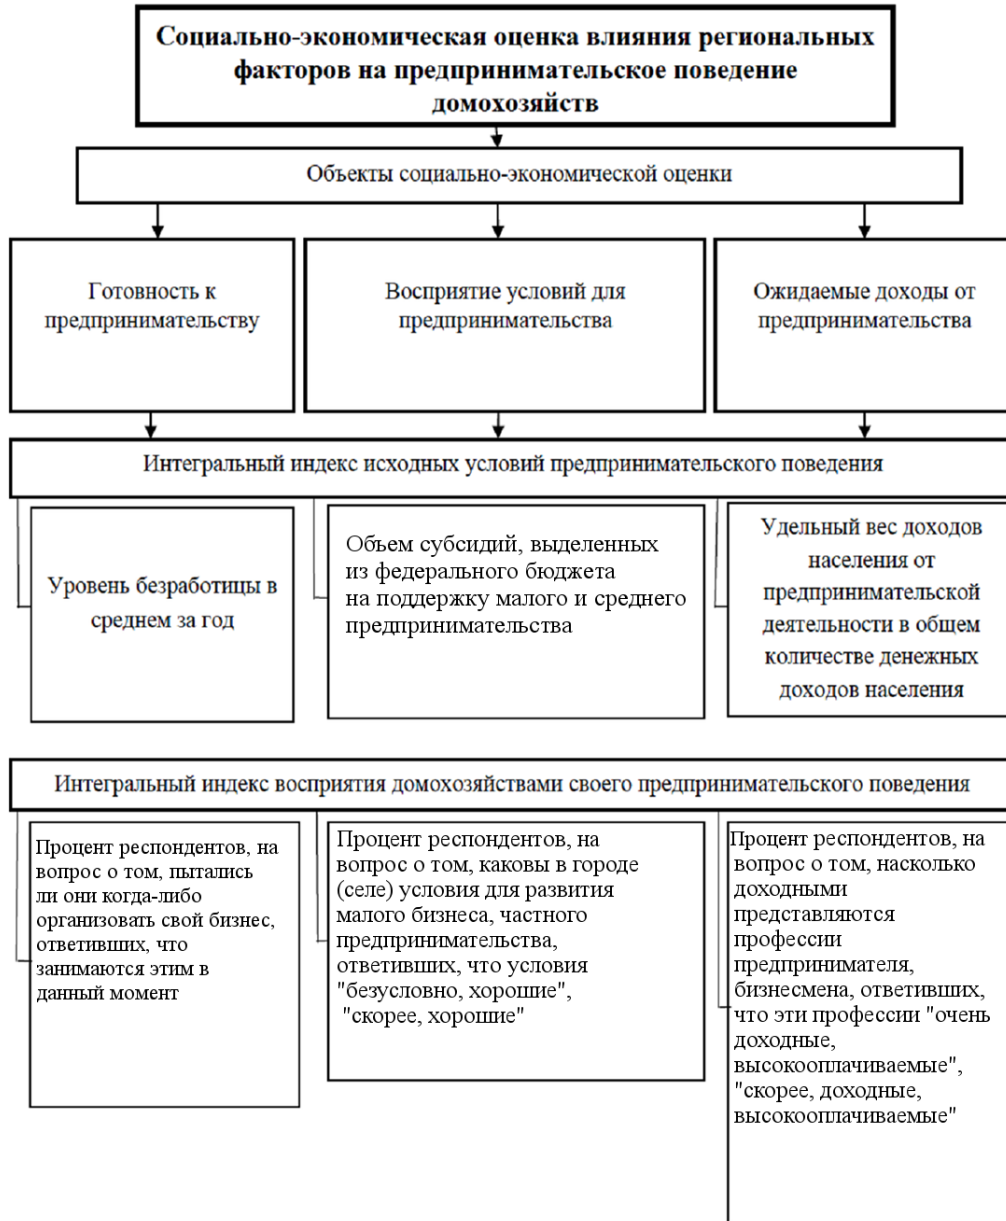 Социально-экономическая оценка влияния региональных
факторов на предпринимательское поведение
домохозяйств
Объекты социально-экономической оценки
Готовность к
предпринимательству
Восприятие условий для
предпринимательства
Ожидаемые доходы от
предпринимательства
Интегральный индекс исходных условий предпринимательского поведения
Уровень безработицы в
среднем за год
Объем субсидий, выделенных
из федерального бюджета
на поддержку малого и среднего
предпринимательства
Удельный вес доходов
населения от
предпринимательской
деятельности в общем
количестве денежных
доходов населения
Интегральный индекс восприятия домохозяйствами своего предпринимательского поведения
Процент респондентов, на
вопрос о том, пытались
ли они когда-либо
организовать свой бизнес,
ответивших, что
занимаются этим в
данный момент
Процент респондентов, на
вопрос о том, каковы в городе
(селе) условия для развития
малого бизнеса, частного
предпринимательства,
ответивших, что условия
"безусловно, хорошие",
"скорее, хорошие"
Процент респондентов, на
вопрос о том, насколько
доходными
представляются
профессии
предпринимателя,
бизнесмена, ответивших,
что эти профессии "очень
доходные,
высокооплачиваемые",
"скорее, доходные,
высокооплачиваемые"